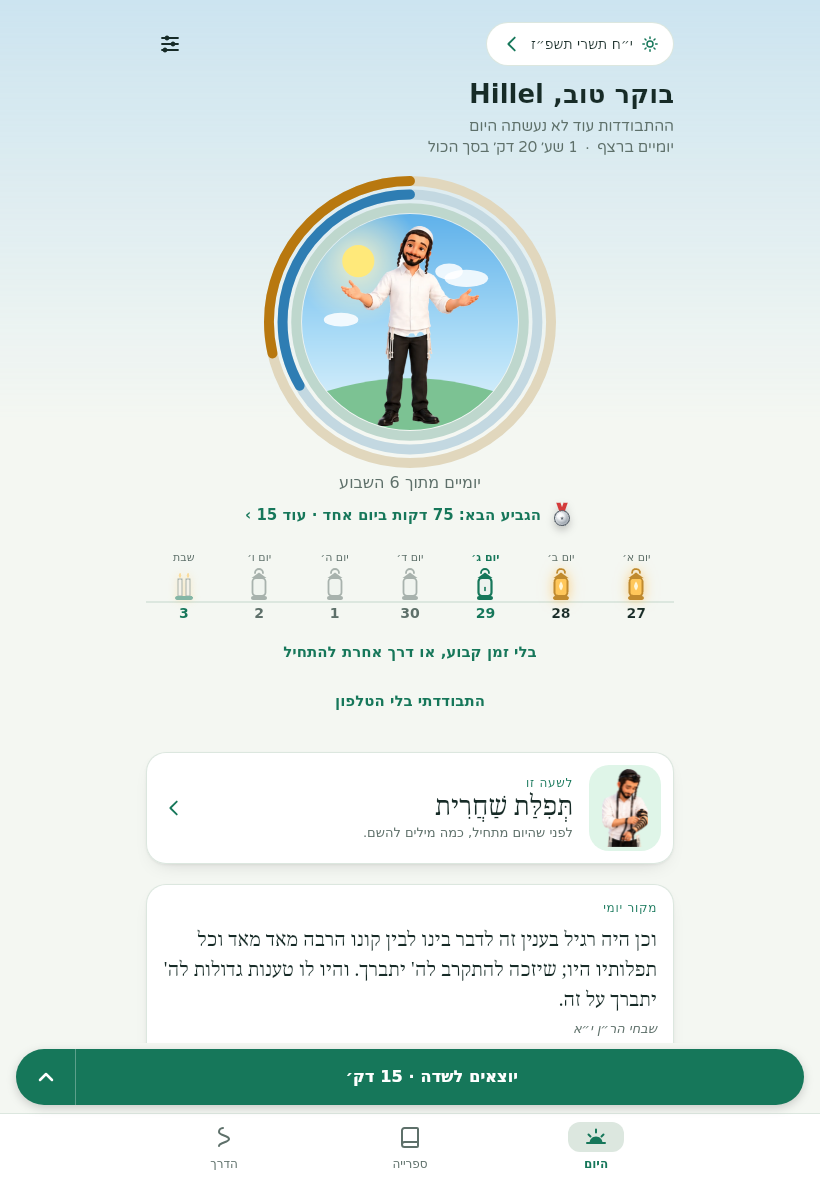 י״ח תשרי תשפ״ז
בוקר טוב, Hillel
ההתבודדות עוד לא נעשתה היום
יומיים ברצף · 1 שע׳ 20 דק׳ בסך הכול
יומיים מתוך 6 השבוע
הגביע הבא: 75 דקות ביום אחד · עוד 15 ›
יום א׳ יום ב׳ יום ג׳ יום ד׳ יום ה׳ יום ו׳ שבת
27 28 29 30 1 2 3
בלי זמן קבוע, או דרך אחרת להתחיל
התבודדתי בלי הטלפון
לשעה זו
תְּפִלַּת שַׁחֲרִית
לפני שהיום מתחיל, כמה מילים להשם.
מקור יומי
וכן היה רגיל בענין זה לדבר בינו לבין קונו הרבה מאד מאד וכל
תפלותיו היו; שיזכה להתקרב לה' יתברך. והיו לו טענות גדולות לה'
יתברך על זה.
שבחי הר״ן י״א
יוצאים לשדה · 15 דק׳
היום ספרייה הדרך